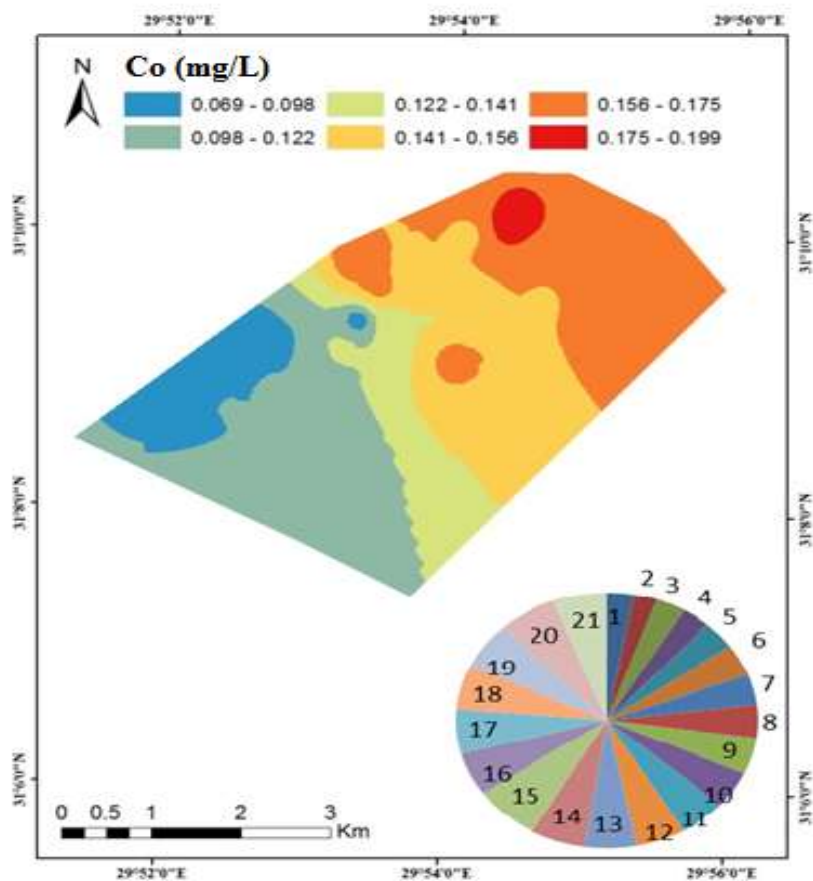 29°52'0"E 29°54'0"E 29°56'0"E
N
Co (mg/L)
0.069 - 0.098 0.122 - 0.141 0.156 - 0.175
0.098 - 0.122 0.141 - 0.156 0.175 - 0.199
31°10'0"N 31°10'0"N
31°8'0"N 31°8'0"N
31°6'0"N 31°6'0"N
1
2
3
4
5
6
7
8
9
10
11
12
13
14
15
16
17
18
19
20
21
0 0.5 1 2 3
Km
29°52'0"E 29°54'0"E 29°56'0"E